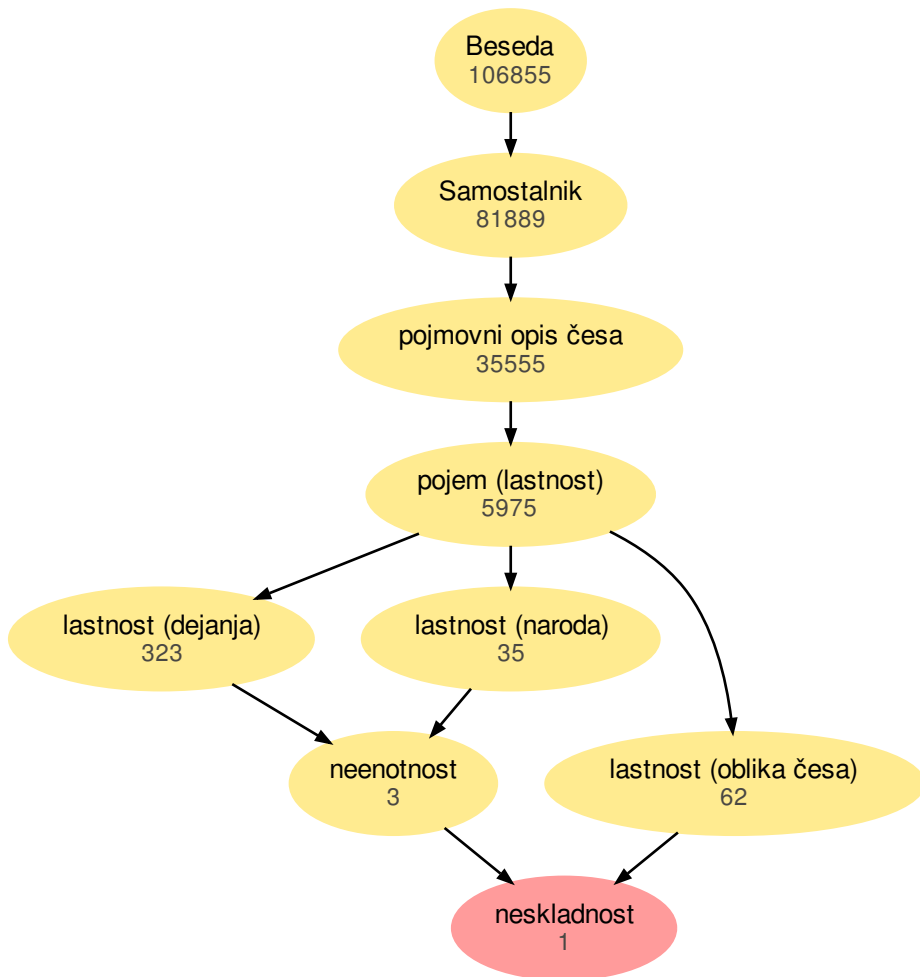 Beseda
106855
Samostalnik
81889
pojmovni opis česa
35555
pojem (lastnost)
5975
lastnost (dejanja)
323
lastnost (naroda)
35
neenotnost
3
lastnost (oblika česa)
62
neskladnost
1